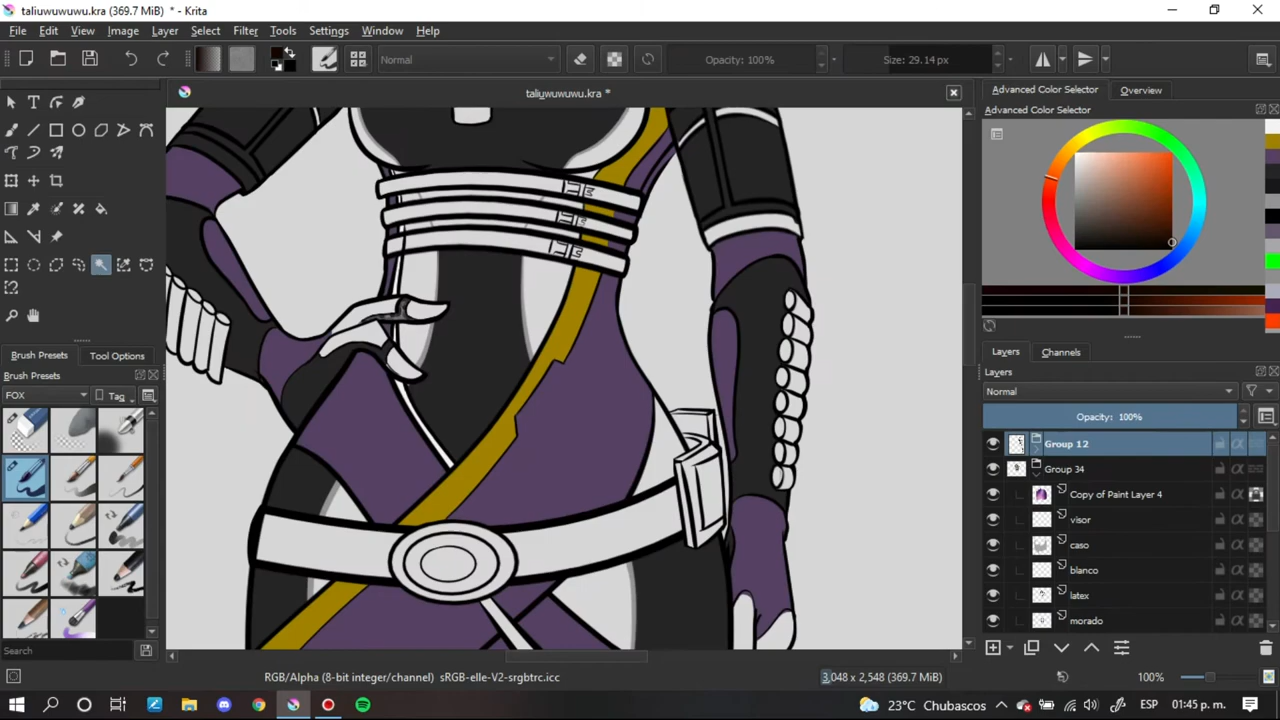 taliuwuwuwu.kra (369.7 MiB) * - Krita
File Edit View Image Layer Select Filter Tools Settings Window Help
Normal
Opacity: 100%
Size: 29.14 px
taliuwuwuwu.kra *
Advanced Color Selector
Overview
Advanced Color Selector
Brush Presets
Tool Options
Brush Presets
FOX
Tag
Search
Layers
Channels
Layers
Normal
Opacity: 100%
Group 12
Group 34
Copy of Paint Layer 4
visor
caso
blanco
latex
morado
RGB/Alpha (8-bit integer/channel) sRGB-elle-V2-srgbtrc.icc
3,048 x 2,548 (369.7 MiB)
100%
23°C Chubascos
ESP
01:45 p. m.